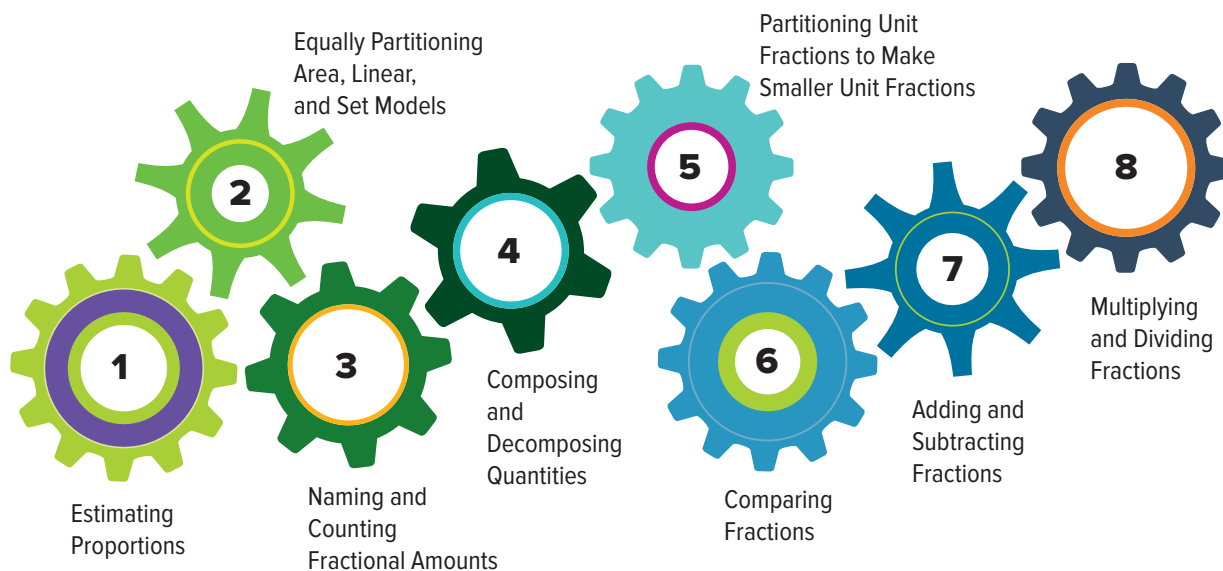 1
Estimating
Proportions
2
Equally Partitioning
Area, Linear,
and Set Models
3
Naming and
Counting
Fractional Amounts
4
Composing
and
Decomposing
Quantities
5
Partitioning Unit
Fractions to Make
Smaller Unit Fractions
6
Comparing
Fractions
7
Adding and
Subtracting
Fractions
8
Multiplying
and Dividing
Fractions